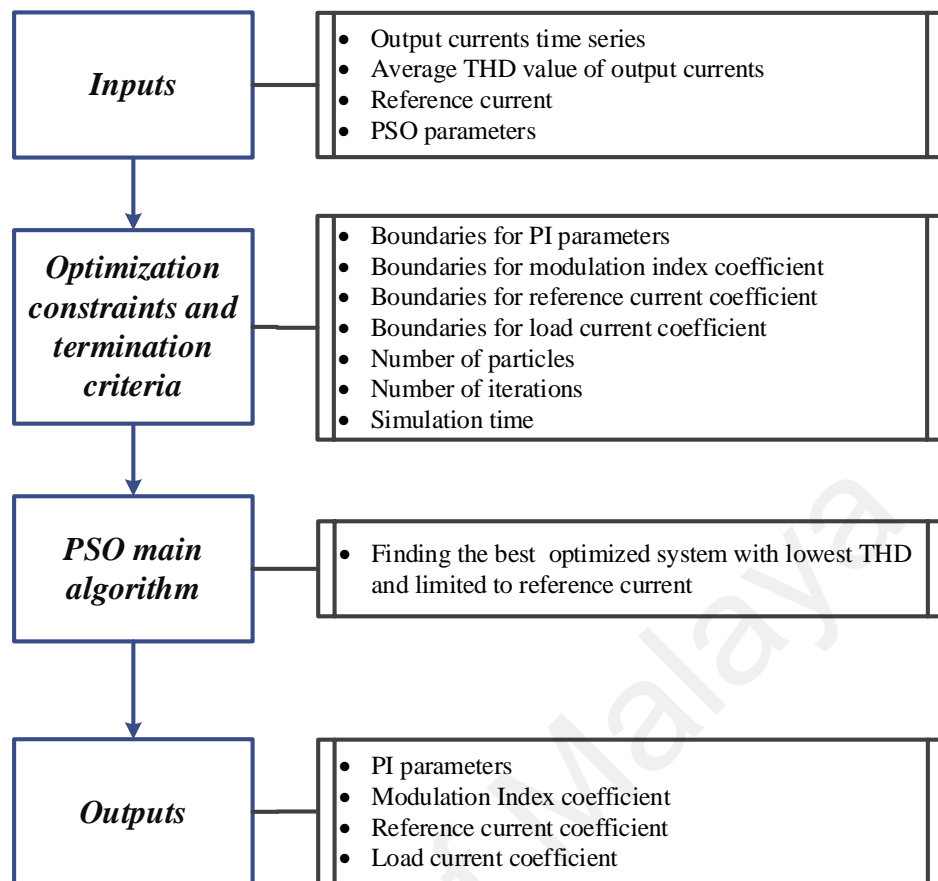 Inputs
• Output currents time series
• Average THD value of output currents
• Reference current
• PSO parameters
Optimization
constraints and
termination
criteria
• Boundaries for PI parameters
• Boundaries for modulation index coefficient
• Boundaries for reference current coefficient
• Boundaries for load current coefficient
• Number of particles
• Number of iterations
• Simulation time
PSO main
algorithm
• Finding the best optimized system with lowest THD
and limited to reference current
Outputs
• PI parameters
• Modulation Index coefficient
• Reference current coefficient
• Load current coefficient
of Malaya